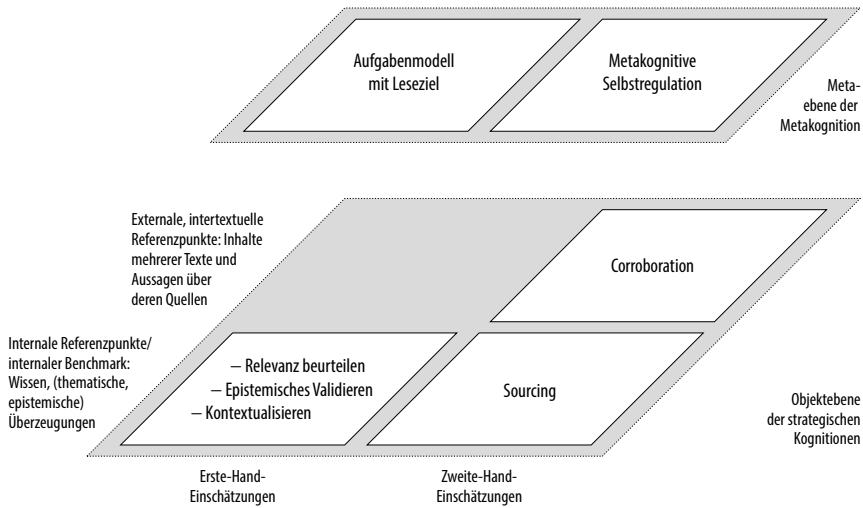 Aufgabenmodell
mit Leseziel
Metakognitive
Selbstregulation
Meta-
ebene der
Metakognition
Externale, intertextuelle
Referenzpunkte: Inhalte
mehrerer Texte und
Aussagen über
deren Quellen
Corroboration
Internale Referenzpunkte/
internaler Benchmark:
Wissen, (thematische,
epistemische)
Überzeugungen
– Relevanz beurteilen
– Epistemisches Validieren
– Kontextualisieren
Sourcing
Objektebene
der strategischen
Kognitionen
Erste-Hand-
Einschätzungen
Zweite-Hand-
Einschätzungen